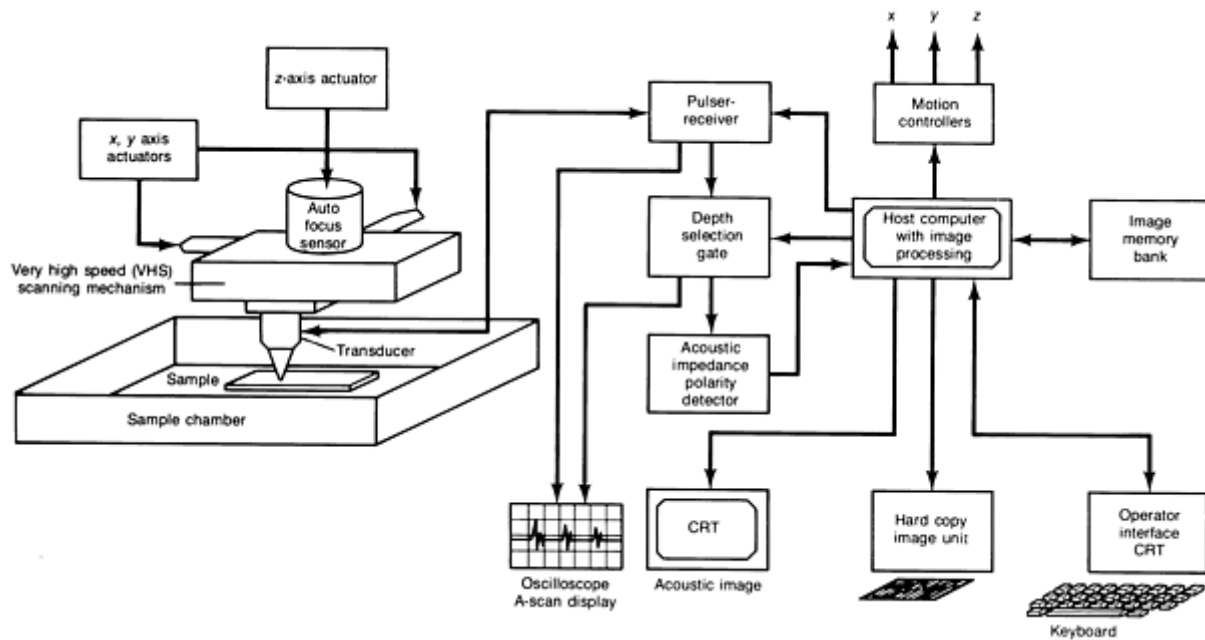 x
y
z
z-axis actuator
Pulser-
receiver
Motion
controllers
x, y axis
actuators
Auto
focus
sensor
Depth
selection
gate
Host computer
with image
processing
Image
memory
bank
Very high speed (VHS)
scanning mechanism
Transducer
Sample
Sample chamber
Acoustic
impedance
polarity
detector
CRT
Hard copy
image unit
Operator
interface
CRT
Oscilloscope
A-scan display
Acoustic image
Keyboard